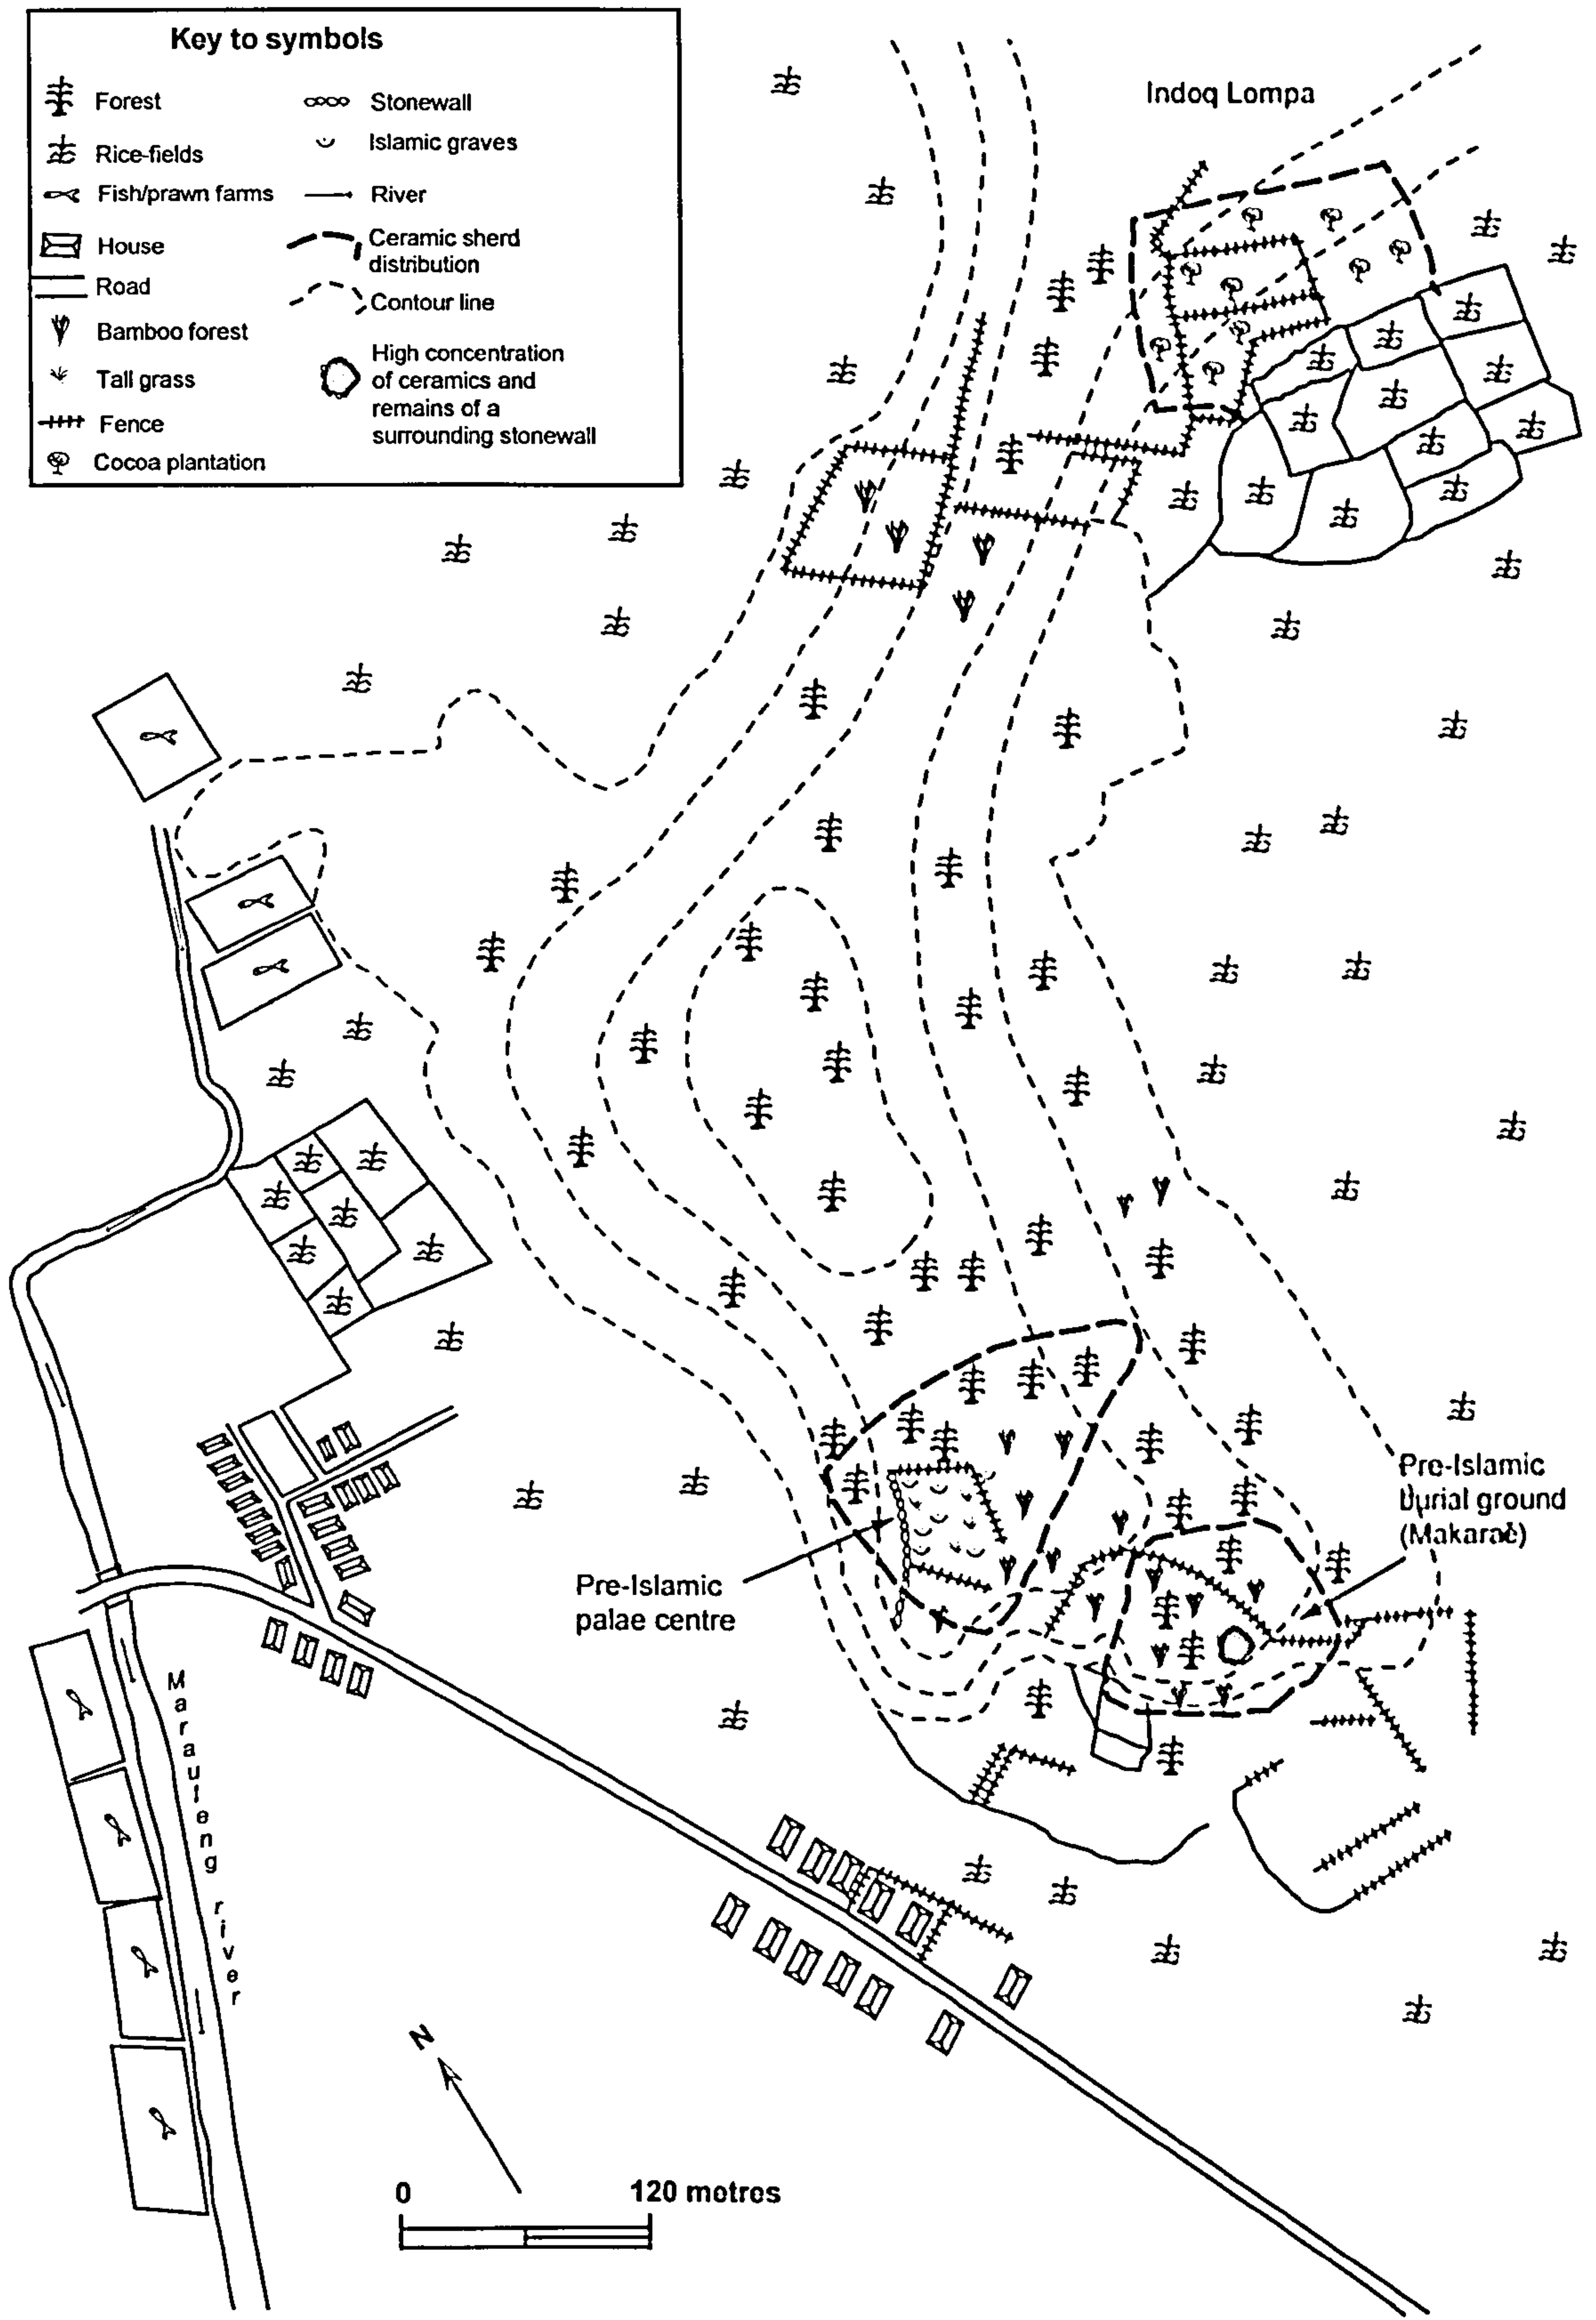 Key to symbols
Forest
Rice-fields
Fish/prawn farms
House
Road
Bamboo forest
Tall grass
Fence
Cocoa plantation
Stonewall
Islamic graves
River
Ceramic sherd
distribution
Contour line
High concentration
of ceramics and
remains of a
surrounding stonewall
Indoq Lompa
Pre-Islamic
Burial ground
(Makaraě)
Pre-Islamic
palae centre
Marauleng river
N
0 120 metres